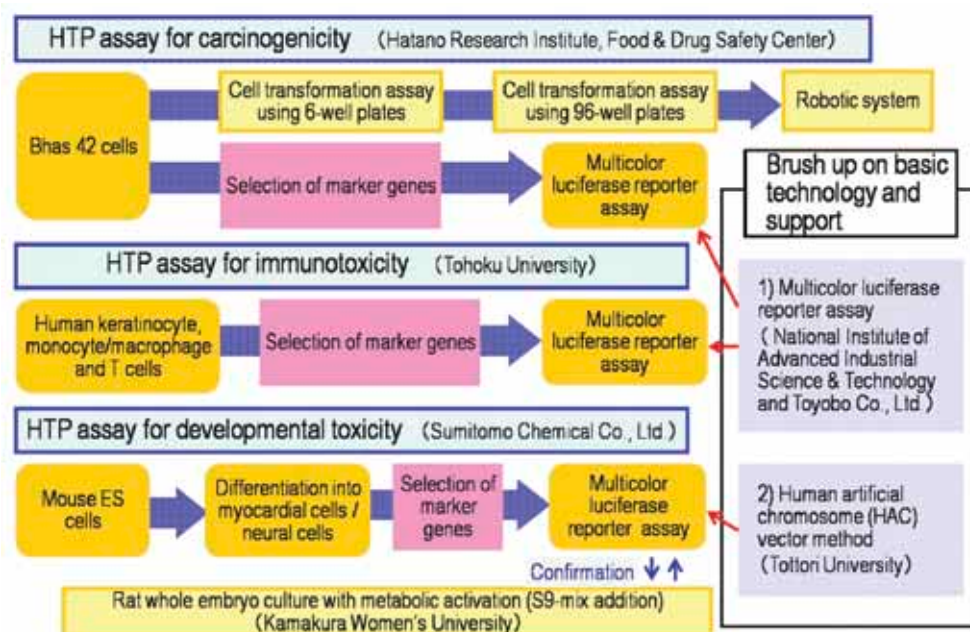 HTP assay for carcinogenicity (Hatano Research Institute, Food & Drug Safety Center)
Bhas 42 cells
Cell transformation assay
using 6-well plates
Cell transformation assay
using 96-well plates
Robotic system
Selection of marker genes
Multicolor
luciferase reporter
assay
Brush up on basic
technology and
support
HTP assay for immunotoxicity (Tohoku University)
Human keratinocyte,
monocyte/macrophage
and T cells
Selection of marker genes
Multicolor
luciferase reporter
assay
1) Multicolor luciferase
reporter assay
( National Institute of
Advanced Industrial
Science & Technology
and Toyobo Co., Ltd.)
HTP assay for developmental toxicity (Sumitomo Chemical Co., Ltd.)
Mouse ES
cells
Differentiation into
myocardial cells /
neural cells
Selection of
marker
genes
Multicolor
luciferase
reporter assay
2) Human artificial
chromosome (HAC)
vector method
(Tottori University)
Confirmation ↓ ↑
Rat whole embryo culture with metabolic activation (S9-mix addition)
(Kamakura Women's University)